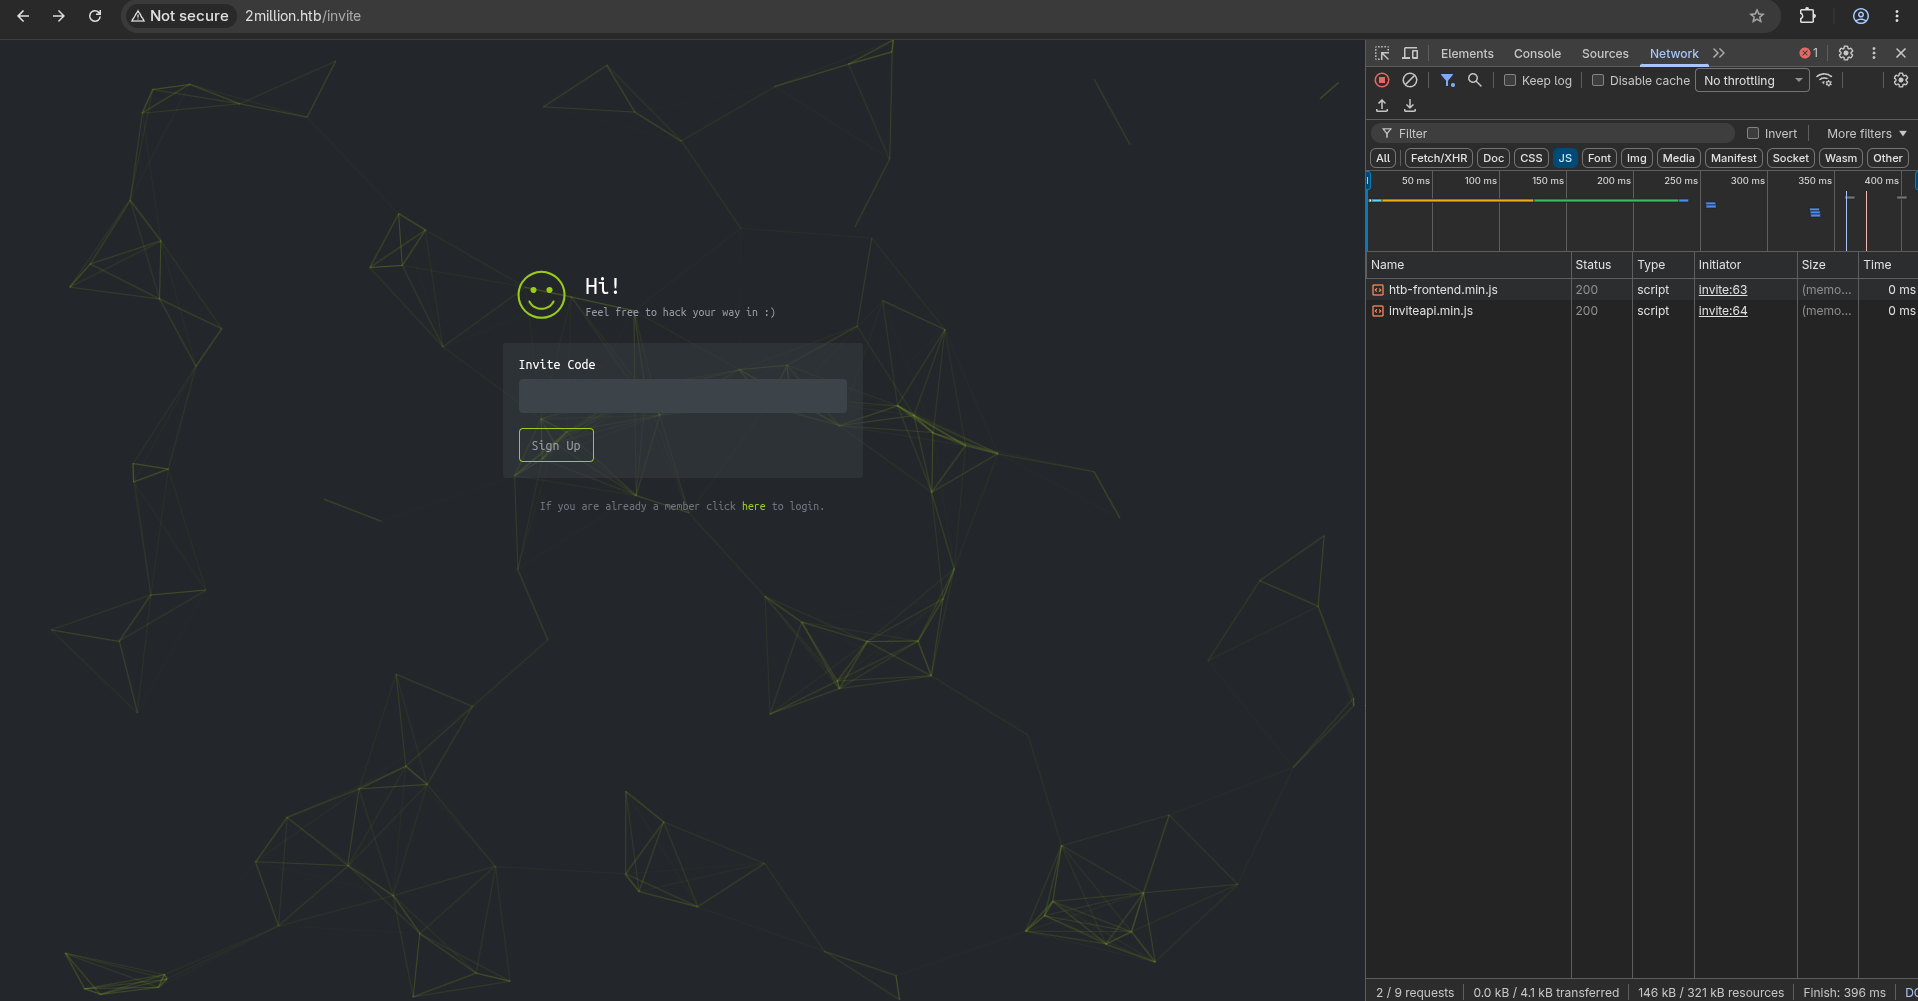 Not secure 2million.htb/invite
Hi!
Feel free to hack your way in :)
Invite Code
Sign Up
If you are already a member click here to login.
Elements Console Sources Network 1
Keep log Disable cache No throttling
Filter Invert More filters
All Fetch/XHR Doc CSS JS Font Img Media Manifest Socket Wasm Other
50 ms 100 ms 150 ms 200 ms 250 ms 300 ms 350 ms 400 ms
Name Status Type Initiator Size Time
htb-frontend.min.js 200 script invite:63 (memo... 0 ms
inviteapi.min.js 200 script invite:64 (memo... 0 ms
2 / 9 requests 0.0 kB / 4.1 kB transferred 146 kB / 321 kB resources Finish: 396 ms